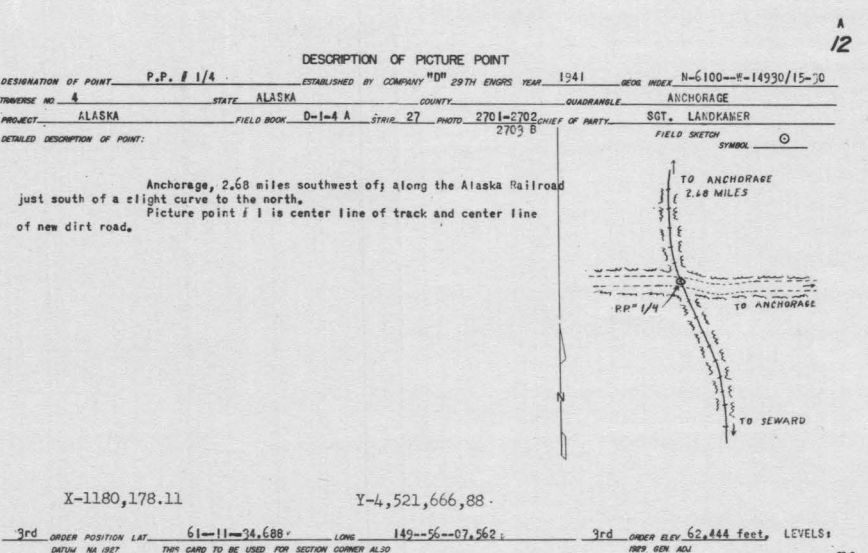 A
12
DESCRIPTION OF PICTURE POINT
DESIGNATION OF POINT P.P. # 1/4 ESTABLISHED BY COMPANY "D" 29TH ENGRS YEAR 1941 GEOG INDEX N-6100--W-14930/15-30
TRAVERSE NO 4 STATE ALASKA COUNTY QUADRANGLE ANCHORAGE
PROJECT ALASKA FIELD BOOK D-1-4 A STRIP 27 PHOTO 2701-2702 CHIEF OF PARTY SGT. LANDKAMER
2703 B
DETAILED DESCRIPTION OF POINT: FIELD SKETCH
SYMBOL
Anchorage, 2.68 miles southwest of; along the Alaska Railroad
just south of a slight curve to the north.
Picture point # 1 is center line of track and center line
of new dirt road.
TO ANCHORAGE
2.68 MILES
P.P.# 1/4
TO ANCHORAGE
N
TO SEWARD
X-1180,178.11 Y-4,521,666,88.
3rd ORDER POSITION LAT 61--11--34.688 LONG 149--56--07.562 3rd ORDER ELEV 62.444 feet, LEVELS:
DATUM NA 1927 THIS CARD TO BE USED FOR SECTION CORNER ALSO 1929 GEN. ADJ.